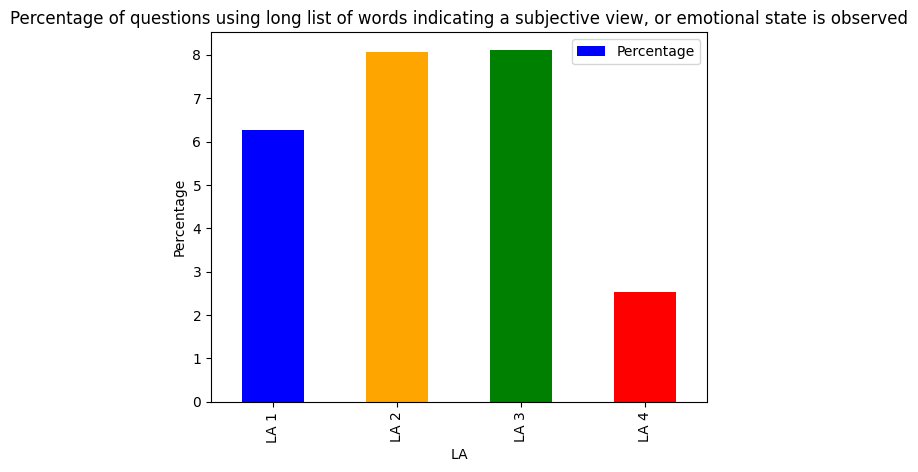 Percentage of questions using long list of words indicating a subjective view, or emotional state is observed
Percentage
8
7
6
5
4
3
2
1
0
Percentage
LA 1
LA 2
LA 3
LA 4
LA